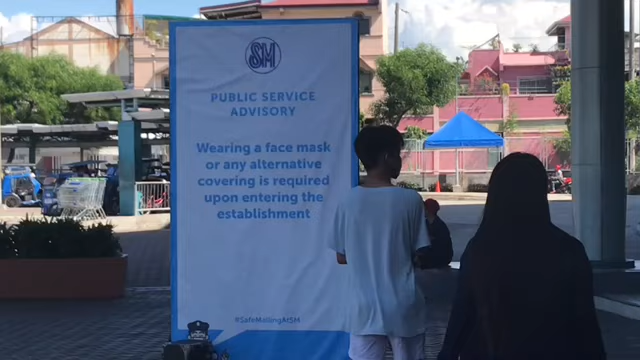 SM
PUBLIC SERVICE
ADVISORY
Wearing a face mask
or any alternative
covering is required
upon entering the
establishment
#SafeMallingAtSM